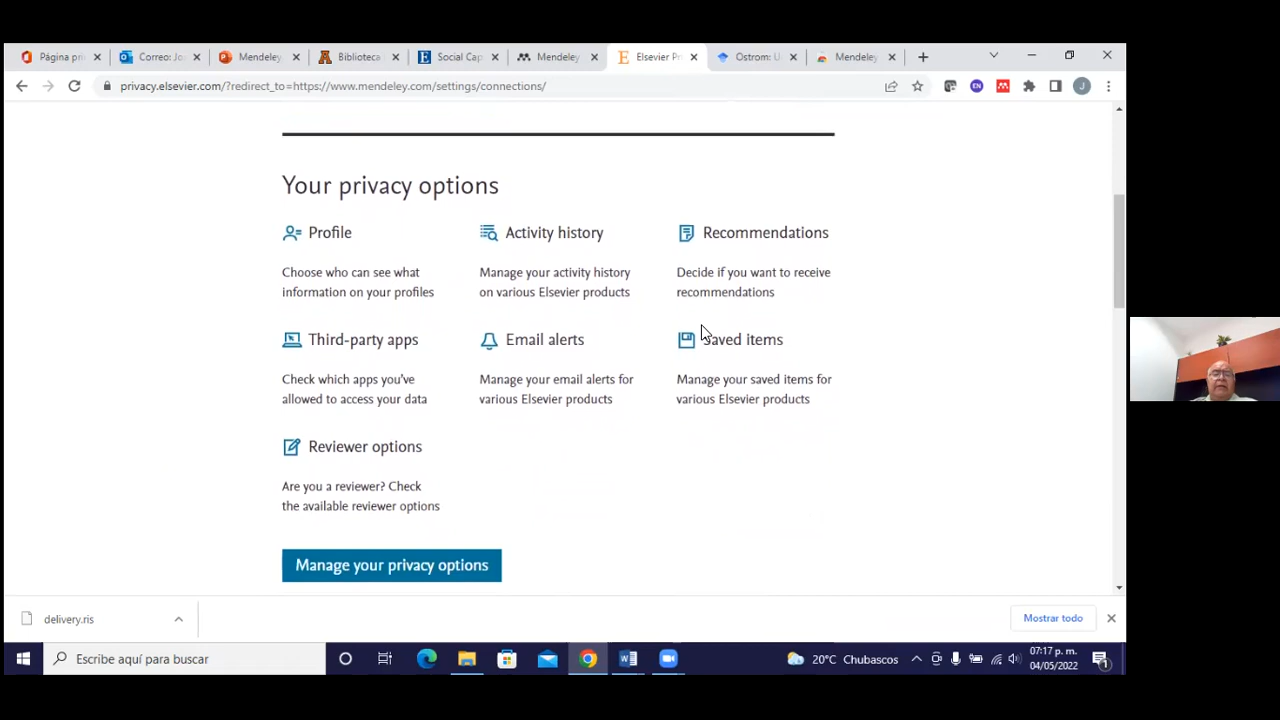 Página pri
Correo: Jo
Mendeley
Biblioteca
Social Cap
Mendeley
Elsevier Pr
Ostrom: U
Mendeley
privacy.elsevier.com/?redirect_to=https://www.mendeley.com/settings/connections/
EN
J
Your privacy options
Profile
Activity history
Recommendations
Choose who can see what
information on your profiles
Manage your activity history
on various Elsevier products
Decide if you want to receive
recommendations
Third-party apps
Email alerts
Saved items
Check which apps you've
allowed to access your data
Manage your email alerts for
various Elsevier products
Manage your saved items for
various Elsevier products
Reviewer options
Are you a reviewer? Check
the available reviewer options
Manage your privacy options
delivery.ris
Mostrar todo
Escribe aquí para buscar
20°C Chubascos
07:17 p. m.
04/05/2022
1